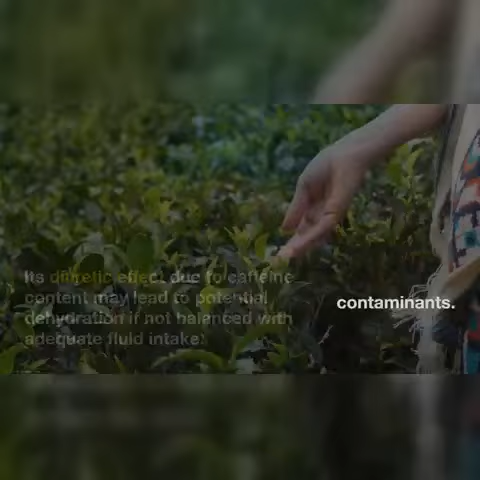 Its diuretic effect due to caffeine
content may lead to potential
dehydration if not balanced with
adequate fluid intake.
contaminants.